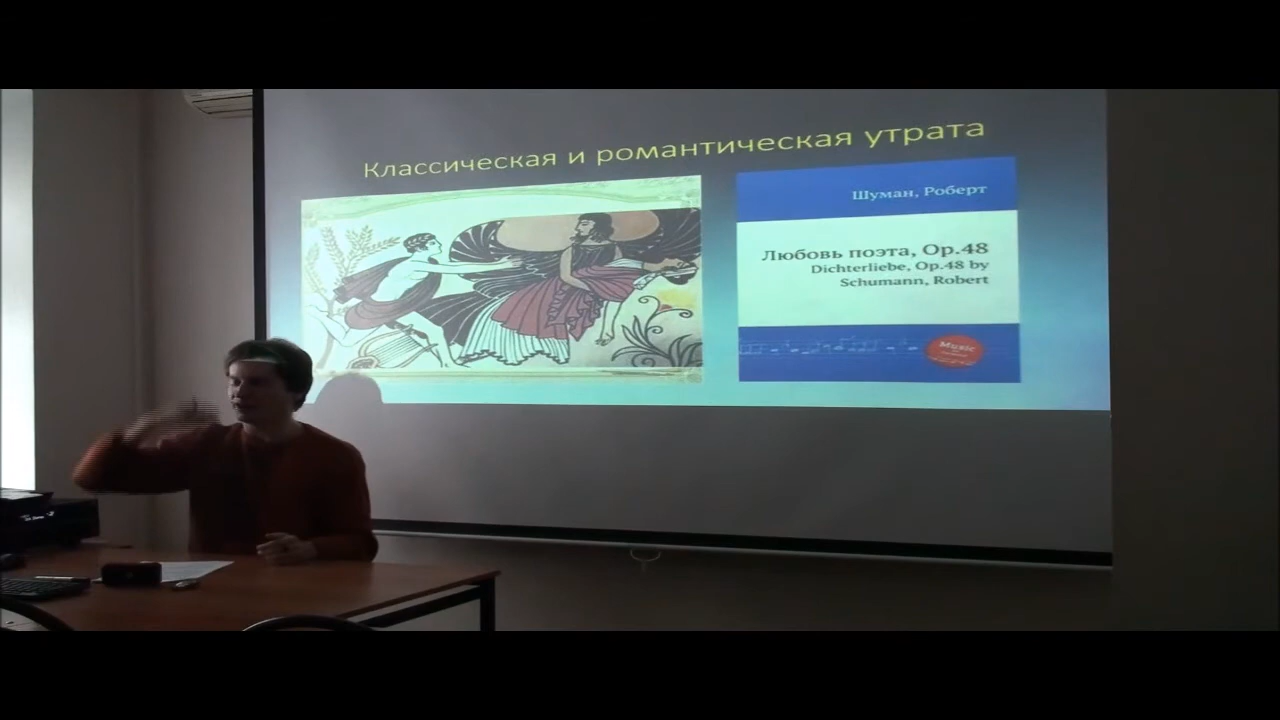 Классическая и романтическая утрата
Шуман, Роберт
Любовь поэта, Op.48
Dichterliebe, Op.48 by
Schumann, Robert
Music